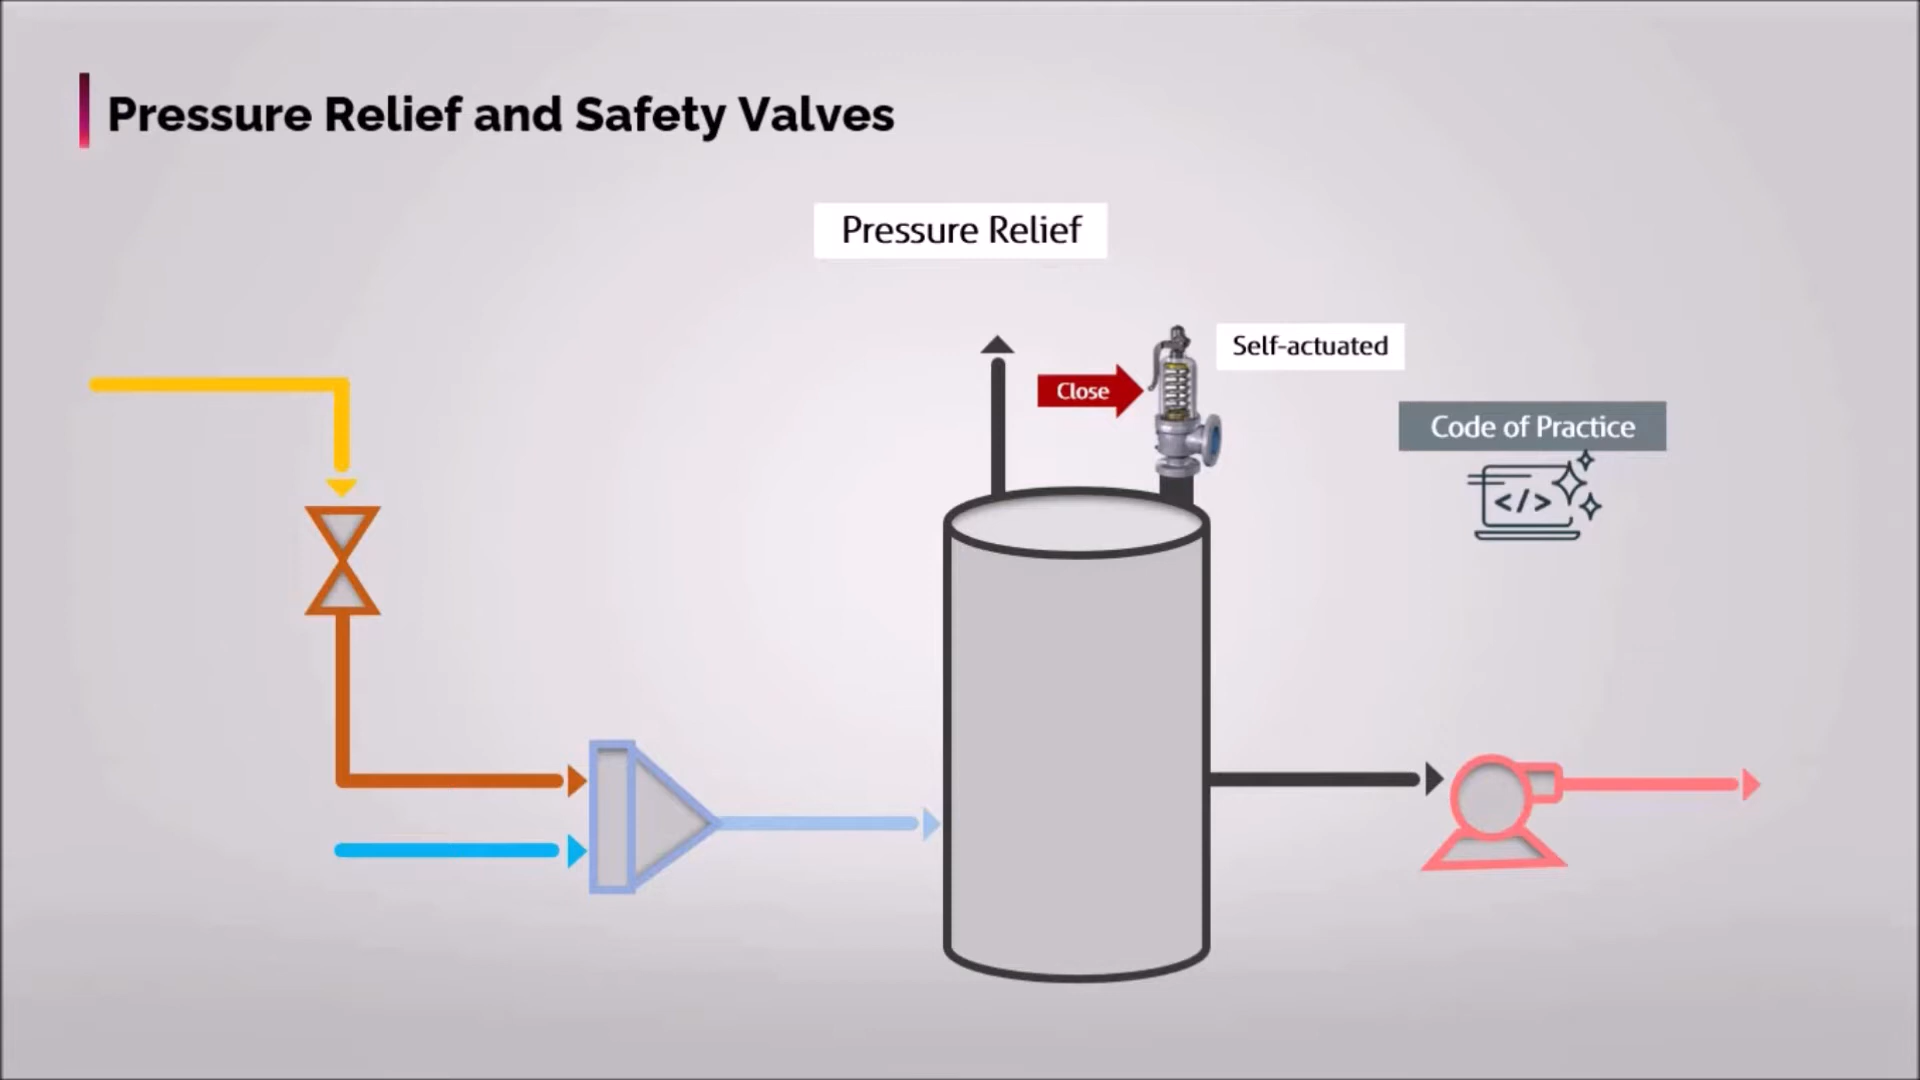 Pressure Relief and Safety Valves
Pressure Relief
Self-actuated
Close
Code of Practice
</>